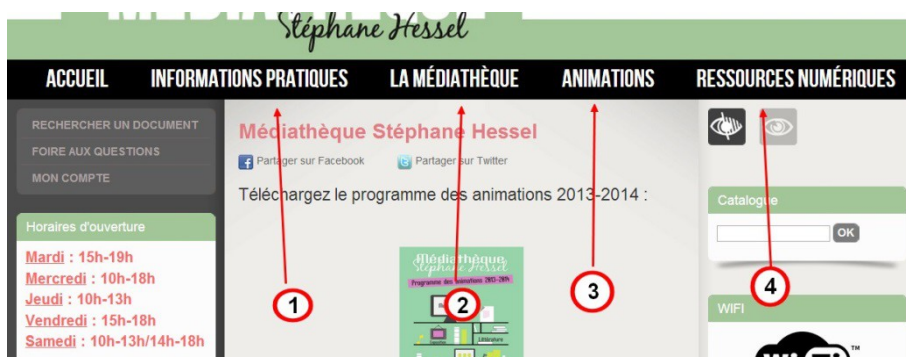 Stéphane Hessel
ACCUEIL INFORMATIONS PRATIQUES LA MÉDIATHÈQUE ANIMATIONS RESSOURCES NUMÉRIQUES
RECHERCHER UN DOCUMENT
FOIRE AUX QUESTIONS
MON COMPTE
Horaires d'ouverture
Mardi : 15h-19h
Mercredi : 10h-18h
Jeudi : 10h-13h
Vendredi : 15h-18h
Samedi : 10h-13h/14h-18h
Médiathèque Stéphane Hessel
Partager sur Facebook Partager sur Twitter
Téléchargez le programme des animations 2013-2014 :
Médiathèque
Stéphane Hessel
Programme des animations 2013-2014
Littérature
1 2 3 4
Catalogue
OK
WIFI